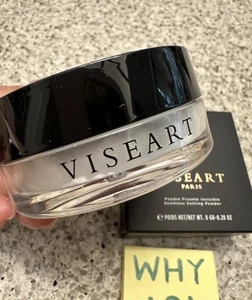 VISEART
VISEART
PARIS
Poudre Fixante Invisible
Seamless Setting Powder
℮ POIDS NET/NET WT. 8 G℮-0.28 OZ
WHY